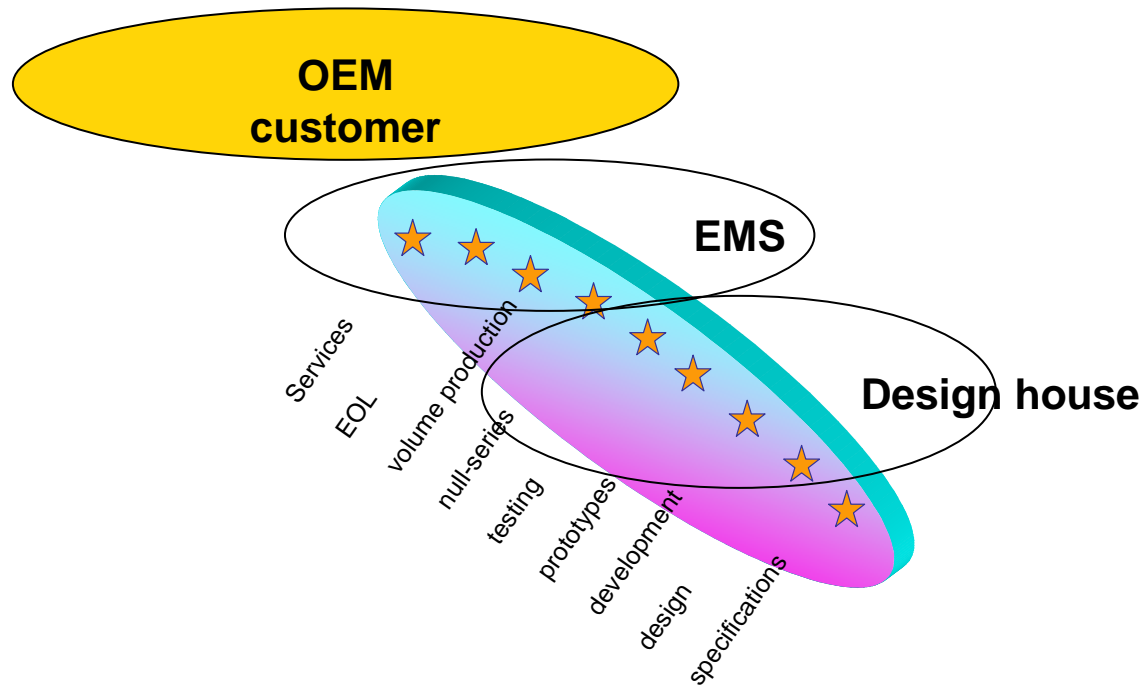 OEM
customer
EMS
Design house
Services
EOL
volume production
null-series
testing
prototypes
development
design
specifications